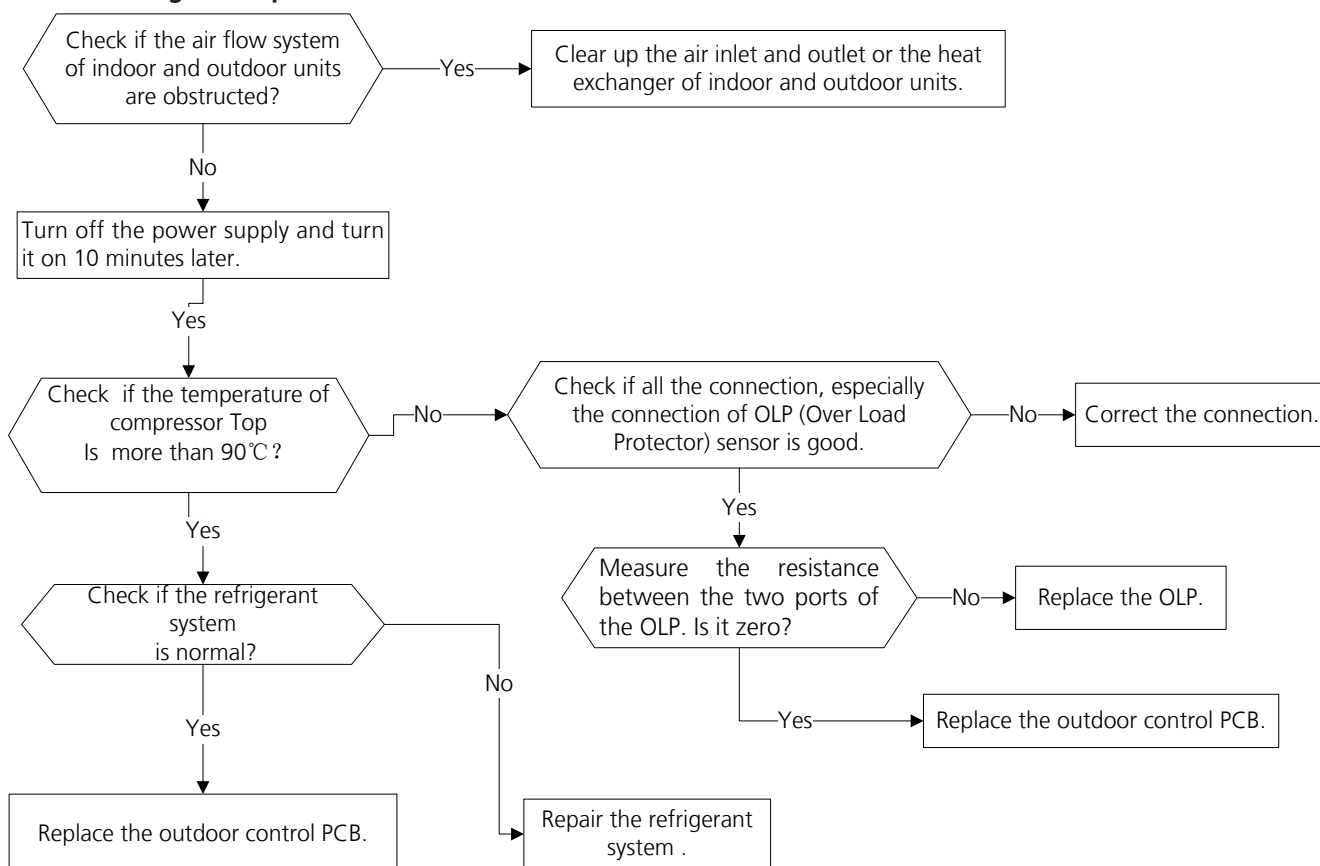 Check if the air flow system
of indoor and outdoor units
are obstructed?
Yes
Clear up the air inlet and outlet or the heat
exchanger of indoor and outdoor units.
No
Turn off the power supply and turn
it on 10 minutes later.
Yes
Check if the temperature of
compressor Top
Is more than 90℃?
No
Check if all the connection, especially
the connection of OLP (Over Load
Protector) sensor is good.
No
Correct the connection.
Yes
Yes
Measure the resistance
between the two ports of
the OLP. Is it zero?
No
Replace the OLP.
Check if the refrigerant
system
is normal?
No
Yes
Yes
Replace the outdoor control PCB.
Replace the outdoor control PCB.
Repair the refrigerant
system .